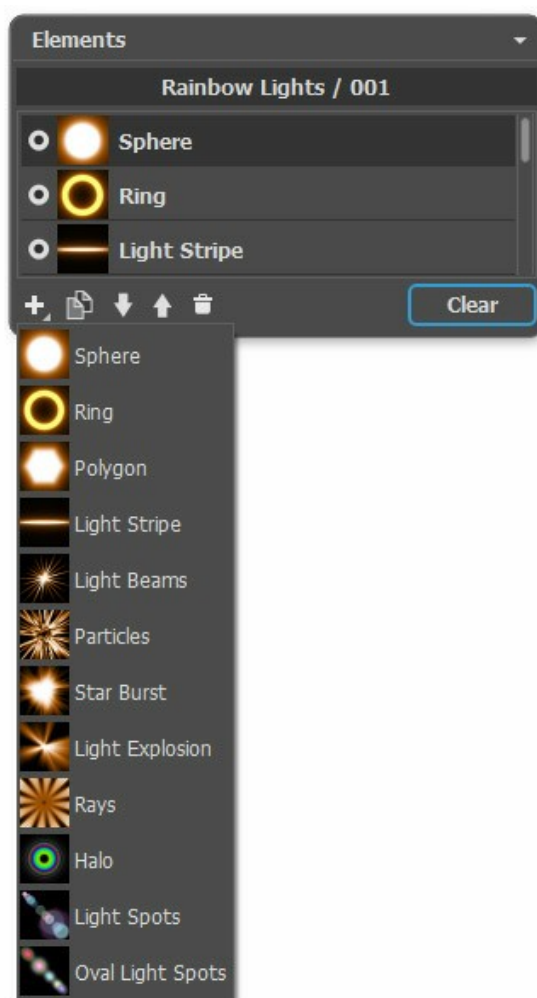 Elements
Rainbow Lights / 001
Sphere
Ring
Light Stripe
Clear
Sphere
Ring
Polygon
Light Stripe
Light Beams
Particles
Star Burst
Light Explosion
Rays
Halo
Light Spots
Oval Light Spots